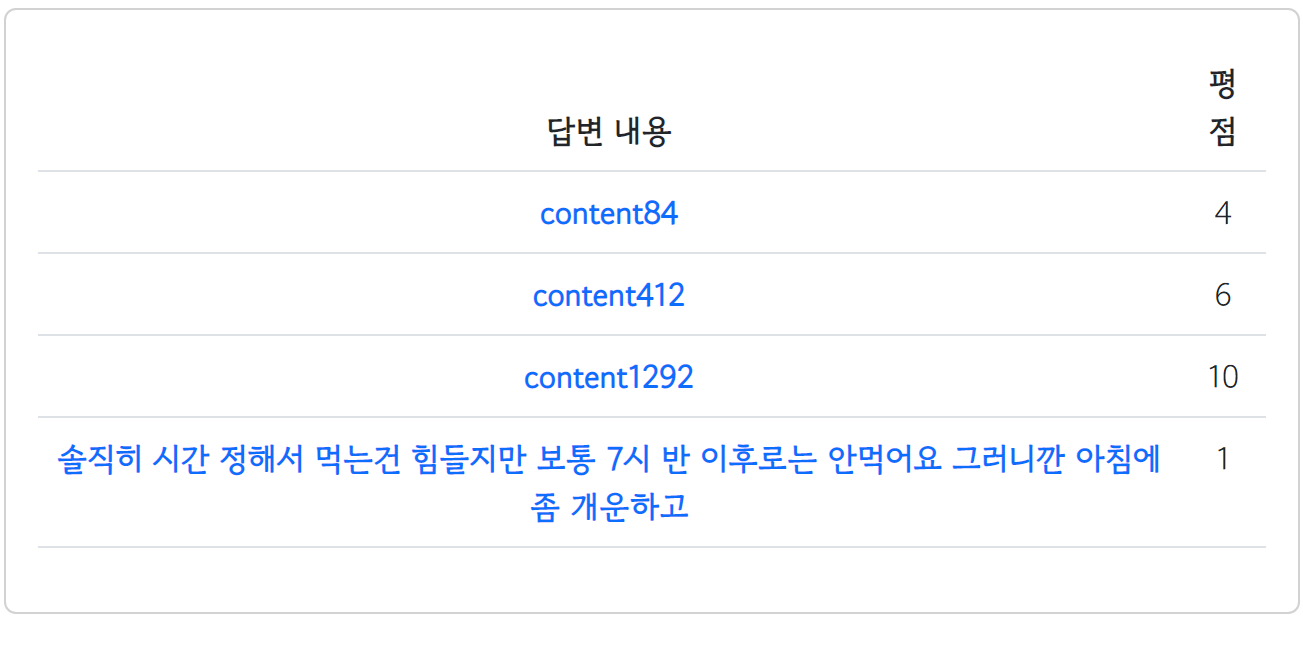 평
점
답변 내용
content84 4
content412 6
content1292 10
솔직히 시간 정해서 먹는건 힘들지만 보통 7시 반 이후로는 안먹어요 그러니깐 아침에 1
좀 개운하고